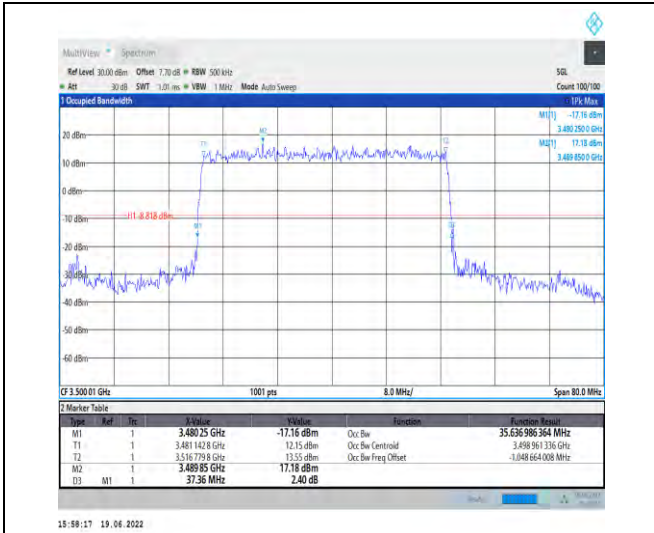 MultiView Spectrum
Ref Level 30.00 dBm Offset 7.70 dB RBW 500 kHz SGL
Att 30 dB SWT 1.01 ms VBW 1 MHz Mode Auto Sweep Count 100/100
1 Occupied Bandwidth 1Pk Max
M1[1] -17.16 dBm
3.480 250 0 GHz
M2[1] 17.18 dBm
3.489 850 0 GHz
20 dBm
M2
T1
T2
10 dBm
0 dBm
H1 -8.818 dBm
-10 dBm
M1
D3
-20 dBm
-30 dBm
-40 dBm
-50 dBm
-60 dBm
CF 3.500 01 GHz 1001 pts 8.0 MHz/ Span 80.0 MHz
2 Marker Table
Type Ref Trc X-Value Y-Value Function Function Result
M1 1 3.480 25 GHz -17.16 dBm Occ Bw 35.636 986 364 MHz
T1 1 3.481 142 8 GHz 12.15 dBm Occ Bw Centroid 3.498 961 336 GHz
T2 1 3.516 779 8 GHz 13.55 dBm Occ Bw Freq Offset -1.048 664 008 MHz
M2 1 3.489 85 GHz 17.18 dBm
D3 M1 1 37.36 MHz 2.40 dB
15:58:17 19.06.2022